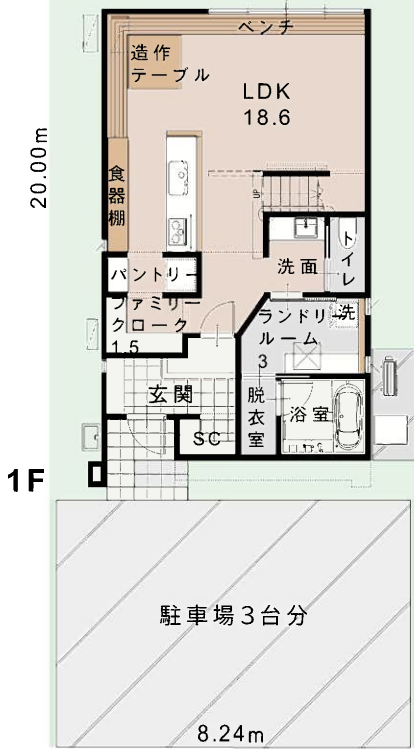 ベンチ
造作
テーブル
LDK
18.6
20.00m
食器棚
UP
トイレ
洗面
パントリー
ファミリー
クローク
1.5
ランドリー
ルーム
3
洗
玄関
脱衣室
浴室
SC
1F
駐車場3台分
8.24m